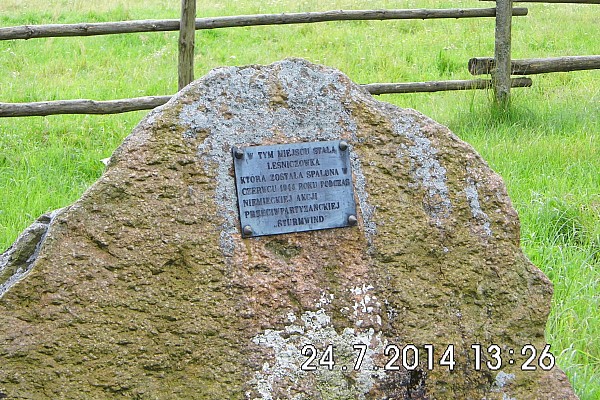 W TYM MIEJSCU STAŁA
LEŚNICZÓWKA
KTÓRA ZOSTAŁA SPALONA W
CZERWCU 1944 ROKU PODCZAS
NIEMIECKIEJ AKCJI
PRZECIWPARTYZANCKIEJ
„STURMWIND"
24.7.2014 13:26